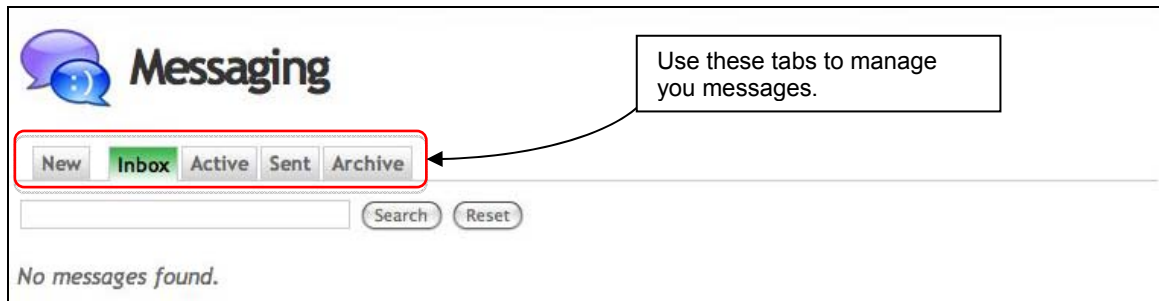 Messaging
Use these tabs to manage
you messages.
New Inbox Active Sent Archive
Search Reset
No messages found.